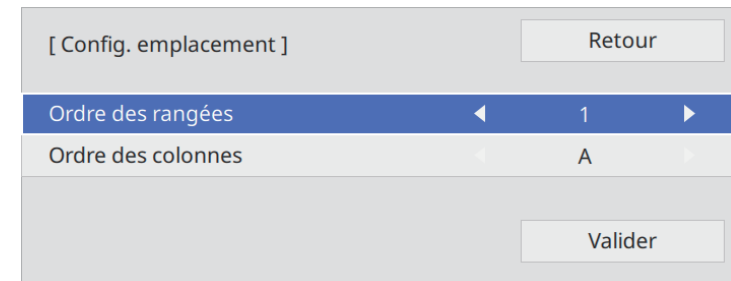 [ Config. emplacement ] Retour
Ordre des rangées 1
Ordre des colonnes A
Valider